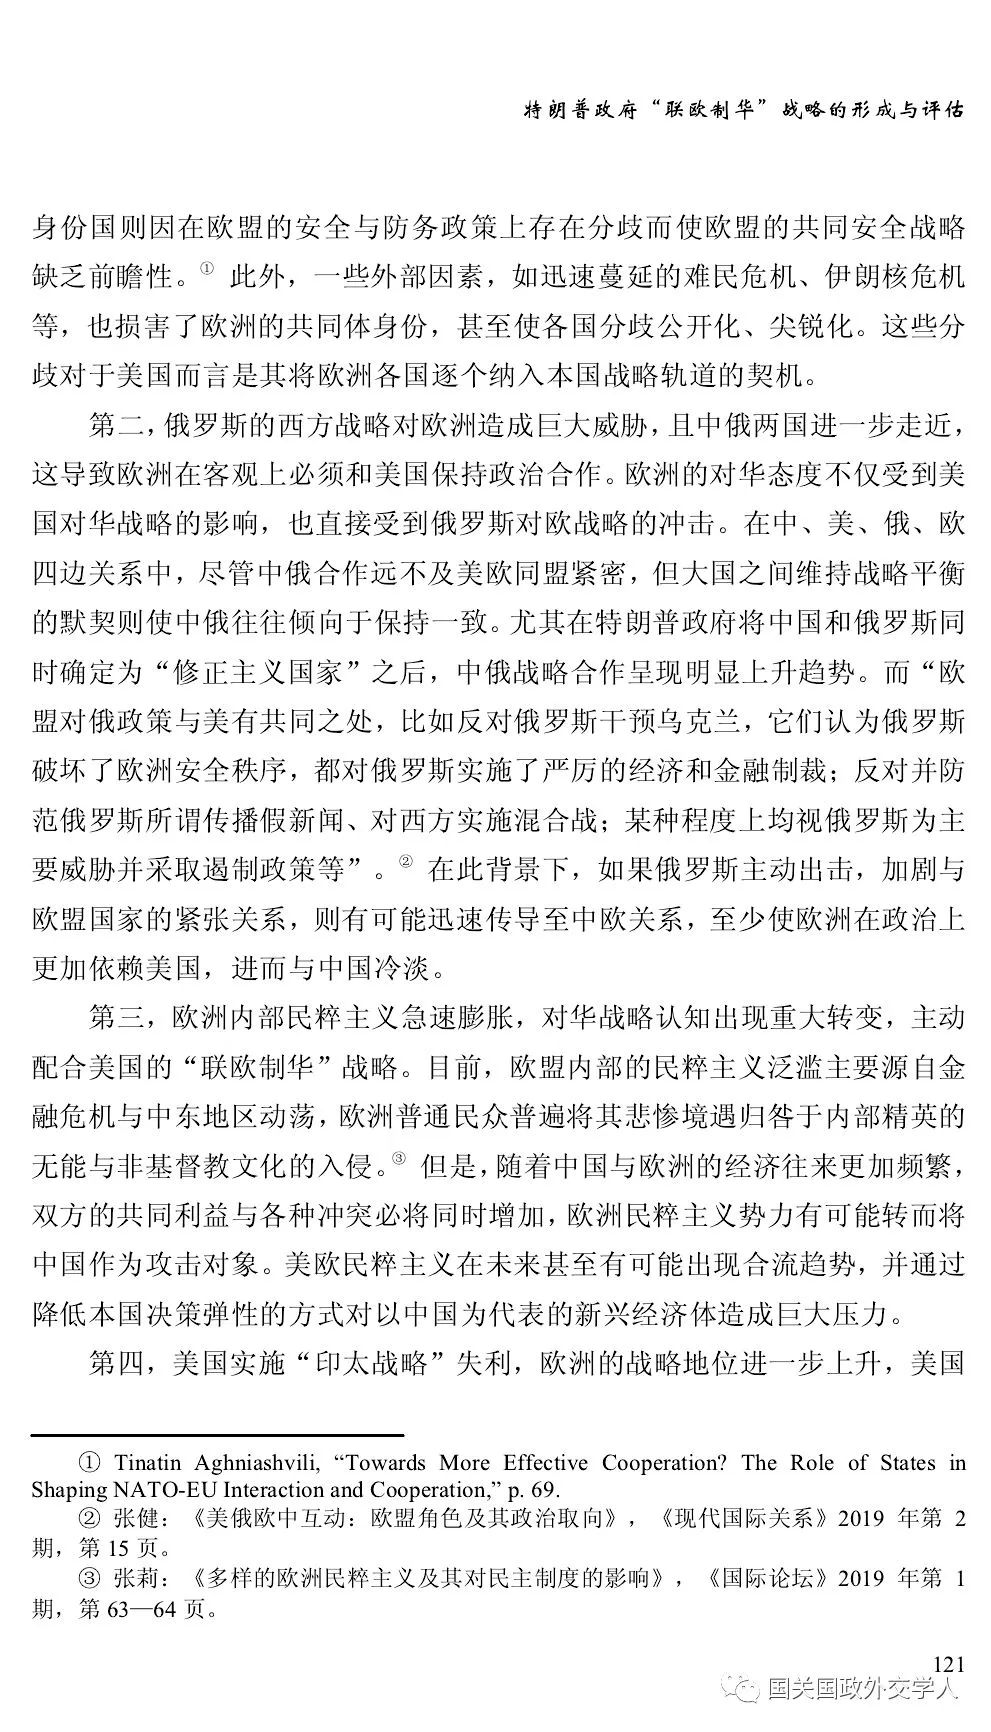 特朗普政府“联欧制华”战略的形成与评估
身份国则因在欧盟的安全与防务政策上存在分歧而使欧盟的共同安全战略
缺乏前瞻性。① 此外，一些外部因素，如迅速蔓延的难民危机、伊朗核危机
等，也损害了欧洲的共同体身份，甚至使各国分歧公开化、尖锐化。这些分
歧对于美国而言是其将欧洲各国逐个纳入本国战略轨道的契机。
第二，俄罗斯的西方战略对欧洲造成巨大威胁，且中俄两国进一步走近，
这导致欧洲在客观上必须和美国保持政治合作。欧洲的对华态度不仅受到美
国对华战略的影响，也直接受到俄罗斯对欧战略的冲击。在中、美、俄、欧
四边关系中，尽管中俄合作远不及美欧同盟紧密，但大国之间维持战略平衡
的默契则使中俄往往倾向于保持一致。尤其在特朗普政府将中国和俄罗斯同
时确定为“修正主义国家”之后，中俄战略合作呈现明显上升趋势。而“欧
盟对俄政策与美有共同之处，比如反对俄罗斯干预乌克兰，它们认为俄罗斯
破坏了欧洲安全秩序，都对俄罗斯实施了严厉的经济和金融制裁；反对并防
范俄罗斯所谓传播假新闻、对西方实施混合战；某种程度上均视俄罗斯为主
要威胁并采取遏制政策等”。② 在此背景下，如果俄罗斯主动出击，加剧与
欧盟国家的紧张关系，则有可能迅速传导至中欧关系，至少使欧洲在政治上
更加依赖美国，进而与中国冷淡。
第三，欧洲内部民粹主义急速膨胀，对华战略认知出现重大转变，主动
配合美国的“联欧制华”战略。目前，欧盟内部的民粹主义泛滥主要源自金
融危机与中东地区动荡，欧洲普通民众普遍将其悲惨境遇归咎于内部精英的
无能与非基督教文化的入侵。③ 但是，随着中国与欧洲的经济往来更加频繁，
双方的共同利益与各种冲突必将同时增加，欧洲民粹主义势力有可能转而将
中国作为攻击对象。美欧民粹主义在未来甚至有可能出现合流趋势，并通过
降低本国决策弹性的方式对以中国为代表的新兴经济体造成巨大压力。
第四，美国实施“印太战略”失利，欧洲的战略地位进一步上升，美国
① Tinatin Aghniashvili, “Towards More Effective Cooperation? The Role of States in
Shaping NATO-EU Interaction and Cooperation,” p. 69.
② 张健：《美俄欧中互动：欧盟角色及其政治取向》，《现代国际关系》2019 年第 2
期，第 15 页。
③ 张莉：《多样的欧洲民粹主义及其对民主制度的影响》，《国际论坛》2019 年第 1
期，第 63—64 页。
121
国关国政外交学人